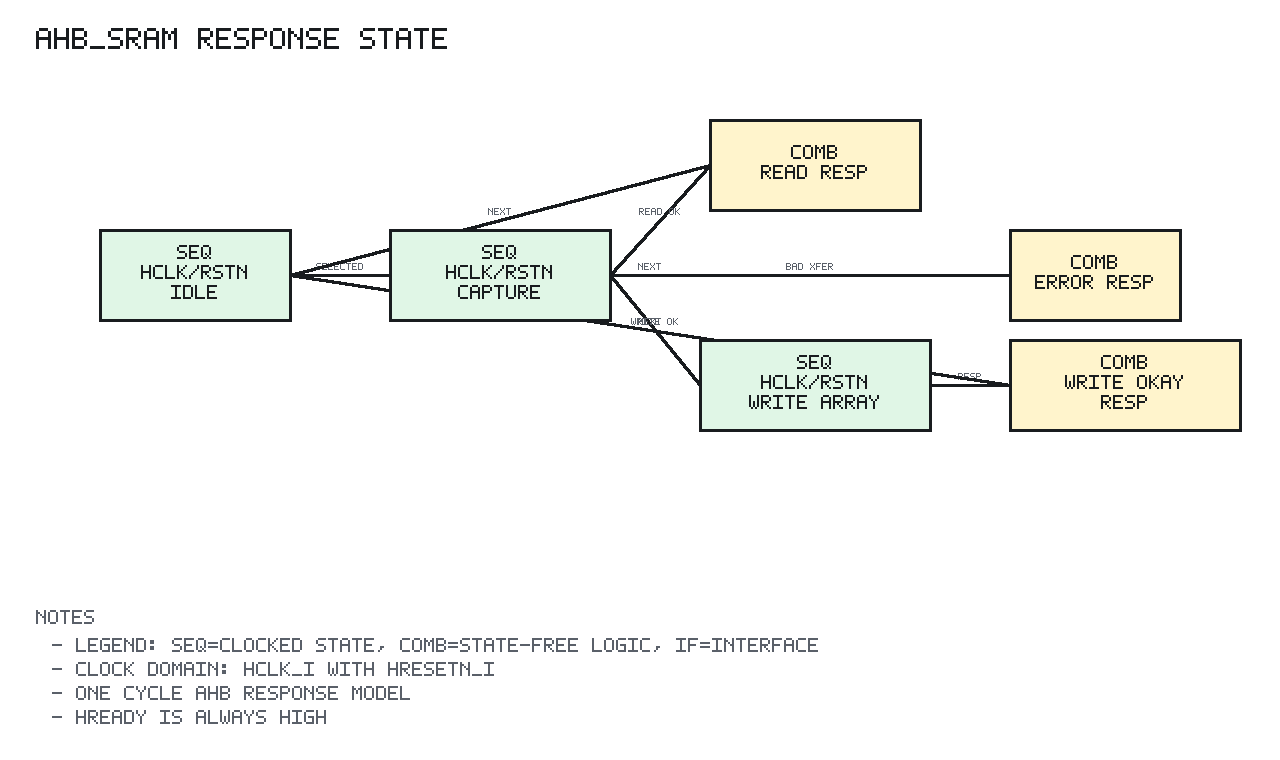 AHB_SRAM RESPONSE STATE
COMB
READ RESP
NEXT
READ OK
SEQ
HCLK/RSTN
IDLE
SELECTED
SEQ
HCLK/RSTN
CAPTURE
NEXT
BAD XFER
COMB
ERROR RESP
OK
SEQ
HCLK/RSTN
WRITE ARRAY
RESP
COMB
WRITE OKAY
RESP
NOTES
- LEGEND: SEQ=CLOCKED STATE, COMB=STATE-FREE LOGIC, IF=INTERFACE
- CLOCK DOMAIN: HCLK_I WITH HRESETN_I
- ONE CYCLE AHB RESPONSE MODEL
- HREADY IS ALWAYS HIGH